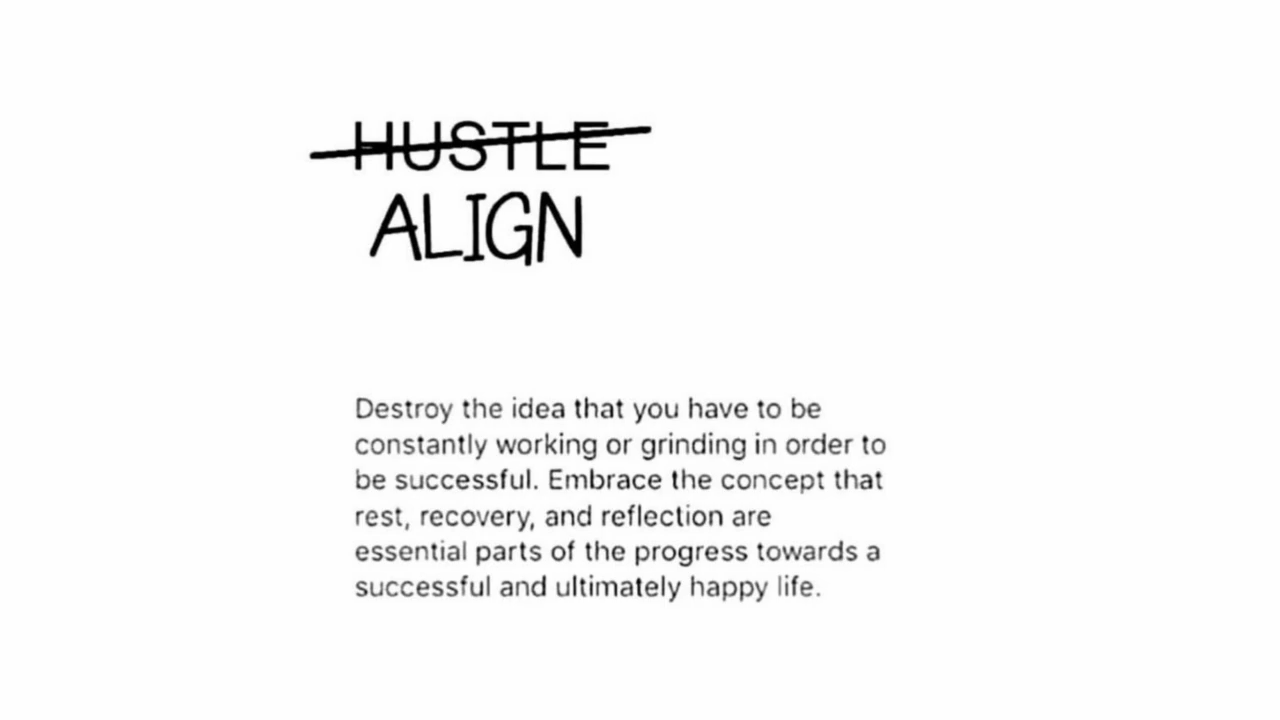 HUSTLE
ALIGN
Destroy the idea that you have to be
constantly working or grinding in order to
be successful. Embrace the concept that
rest, recovery, and reflection are
essential parts of the progress towards a
successful and ultimately happy life.